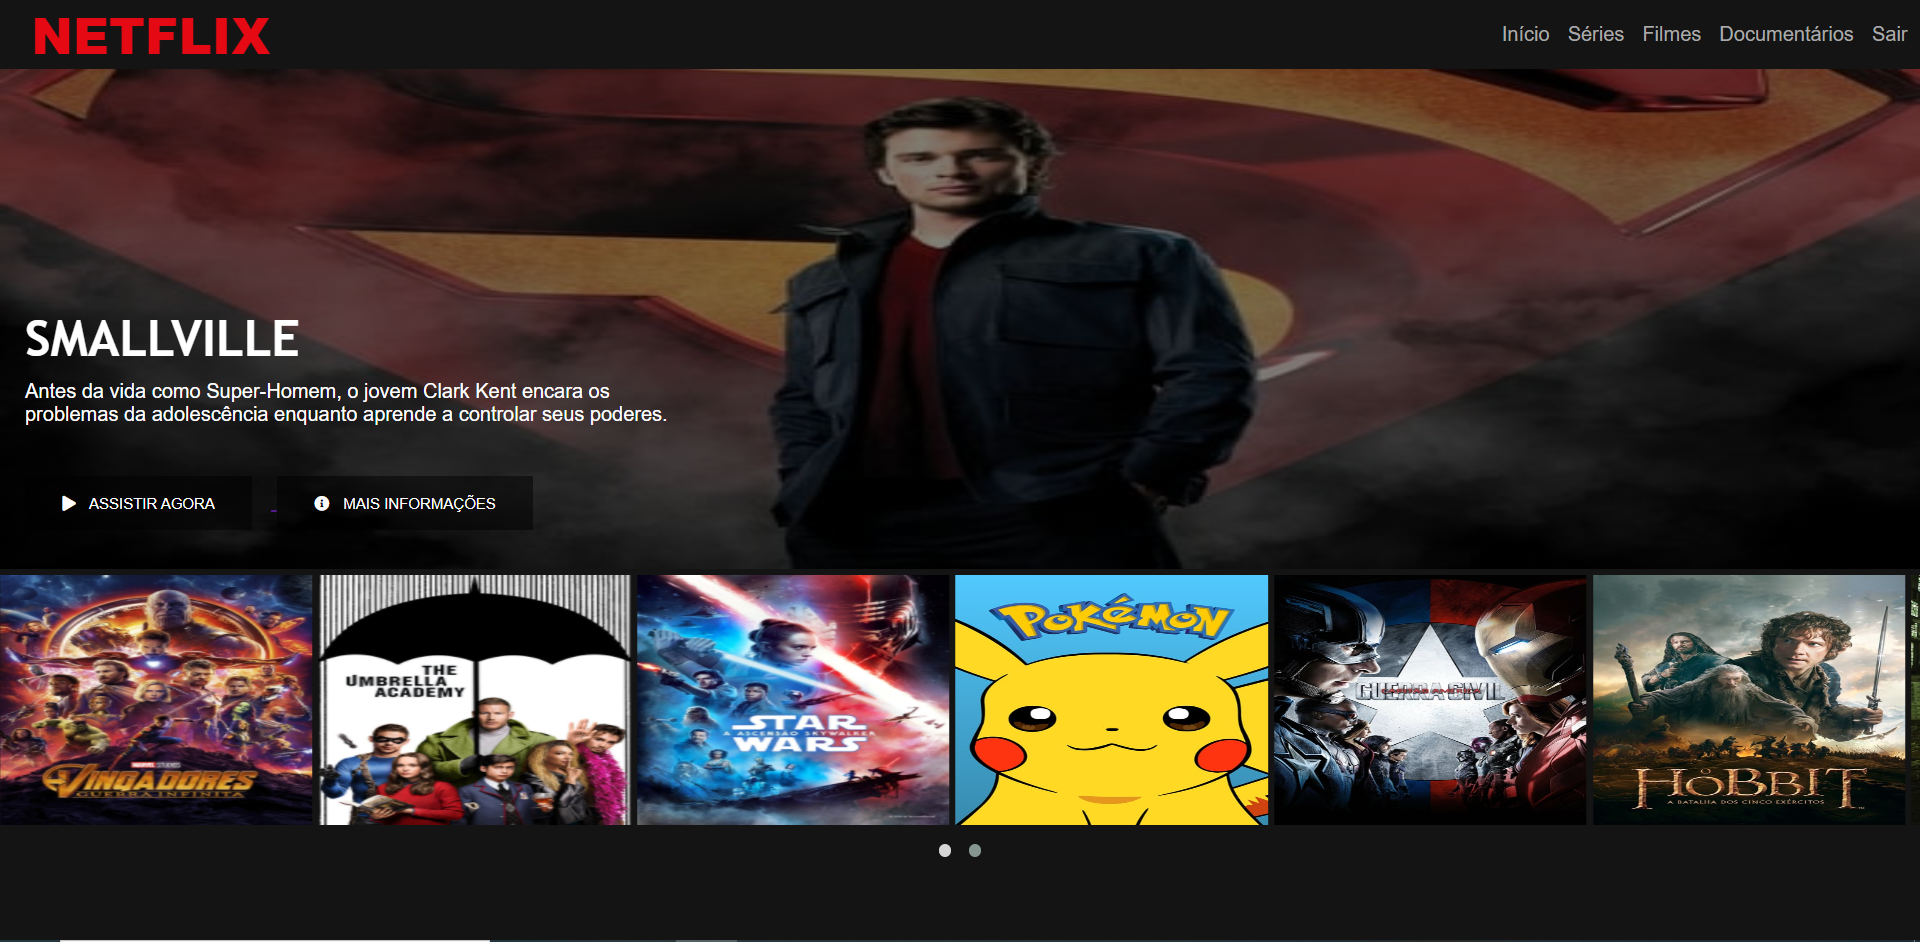 NETFLIX
Início Séries Filmes Documentários Sair
SMALLVILLE
Antes da vida como Super-Homem, o jovem Clark Kent encara os
problemas da adolescência enquanto aprende a controlar seus poderes.
ASSISTIR AGORA
MAIS INFORMAÇÕES
MARVEL STUDIOS
VINGADORES
GUERRA INFINITA
THE
UMBRELLA
ACADEMY
STAR
A ASCENSÃO SKYWALKER
WARS
POKÉMON
GUERRA CIVIL
O HOBBIT
A BATALHA DOS CINCO EXÉRCITOS